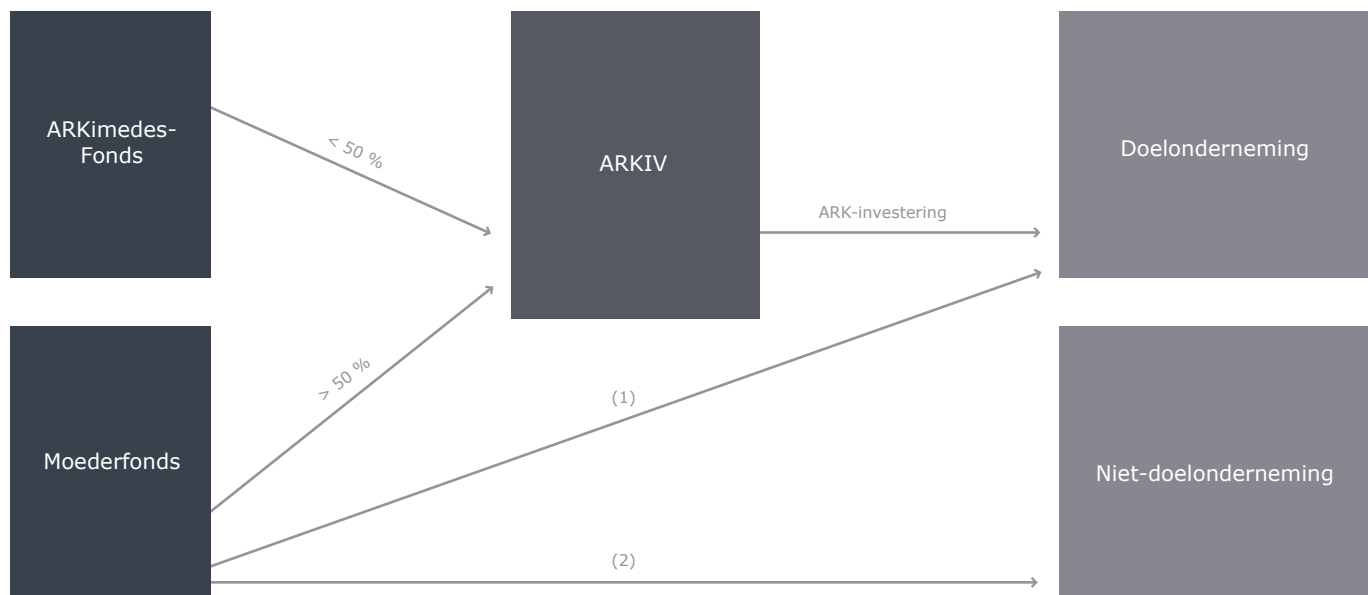 ARKimedes-
Fonds
< 50 %
ARKIV
ARK-investering
Doelonderneming
Moederfonds
> 50 %
(1)
(2)
Niet-doelonderneming